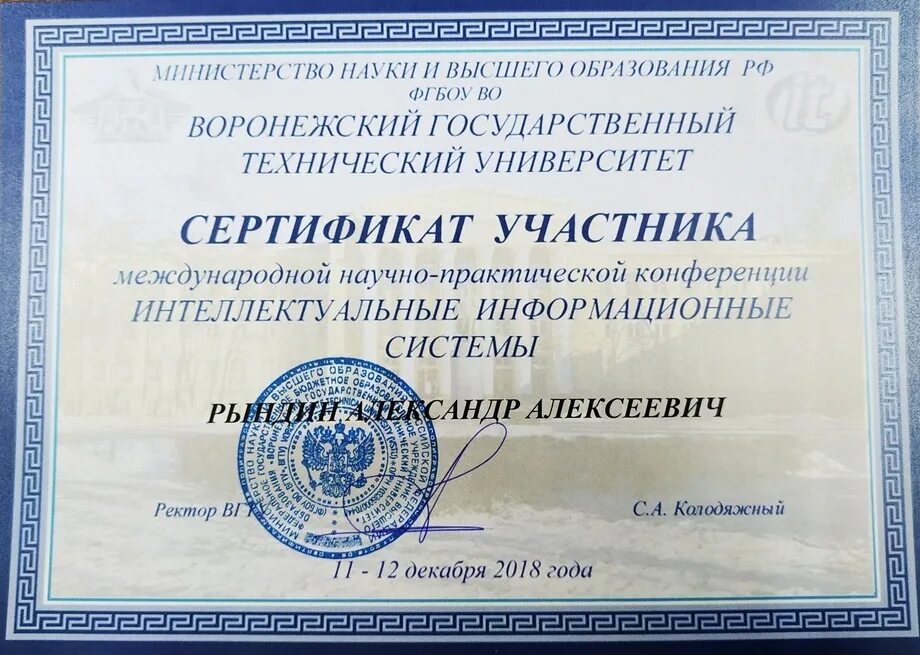 МИНИСТЕРСТВО НАУКИ И ВЫСШЕГО ОБРАЗОВАНИЯ РФ
ФГБОУ ВО
ВОРОНЕЖСКИЙ ГОСУДАРСТВЕННЫЙ
ТЕХНИЧЕСКИЙ УНИВЕРСИТЕТ
СЕРТИФИКАТ УЧАСТНИКА
международной научно-практической конференции
ИНТЕЛЛЕКТУАЛЬНЫЕ ИНФОРМАЦИОННЫЕ
СИСТЕМЫ
РЫНДИН АЛЕКСАНДР АЛЕКСЕЕВИЧ
Ректор ВГТУ
С.А. Колодяжный
11 - 12 декабря 2018 года